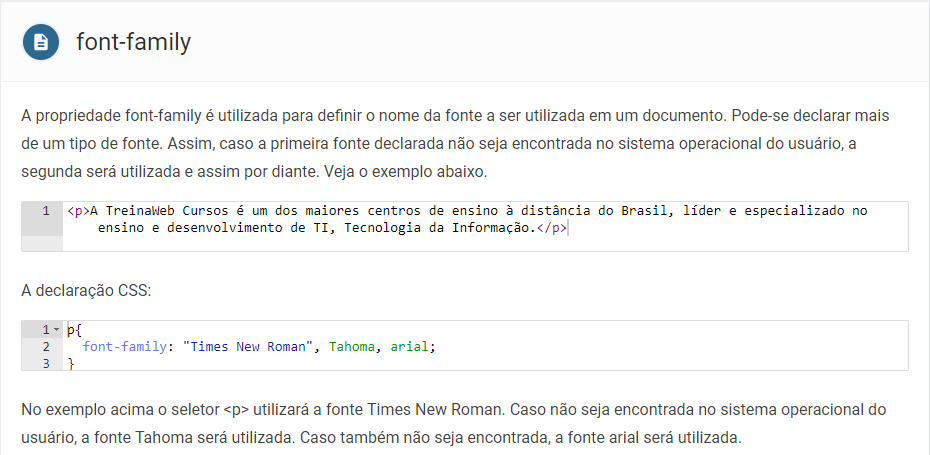 font-family
A propriedade font-family é utilizada para definir o nome da fonte a ser utilizada em um documento. Pode-se declarar mais
de um tipo de fonte. Assim, caso a primeira fonte declarada não seja encontrada no sistema operacional do usuário, a
segunda será utilizada e assim por diante. Veja o exemplo abaixo.
1 <p>A TreinaWeb Cursos é um dos maiores centros de ensino à distância do Brasil, líder e especializado no
ensino e desenvolvimento de TI, Tecnologia da Informação.</p>
A declaração CSS:
1 p{
2 font-family: "Times New Roman", Tahoma, arial;
3 }
No exemplo acima o seletor <p> utilizará a fonte Times New Roman. Caso não seja encontrada no sistema operacional do
usuário, a fonte Tahoma será utilizada. Caso também não seja encontrada, a fonte arial será utilizada.